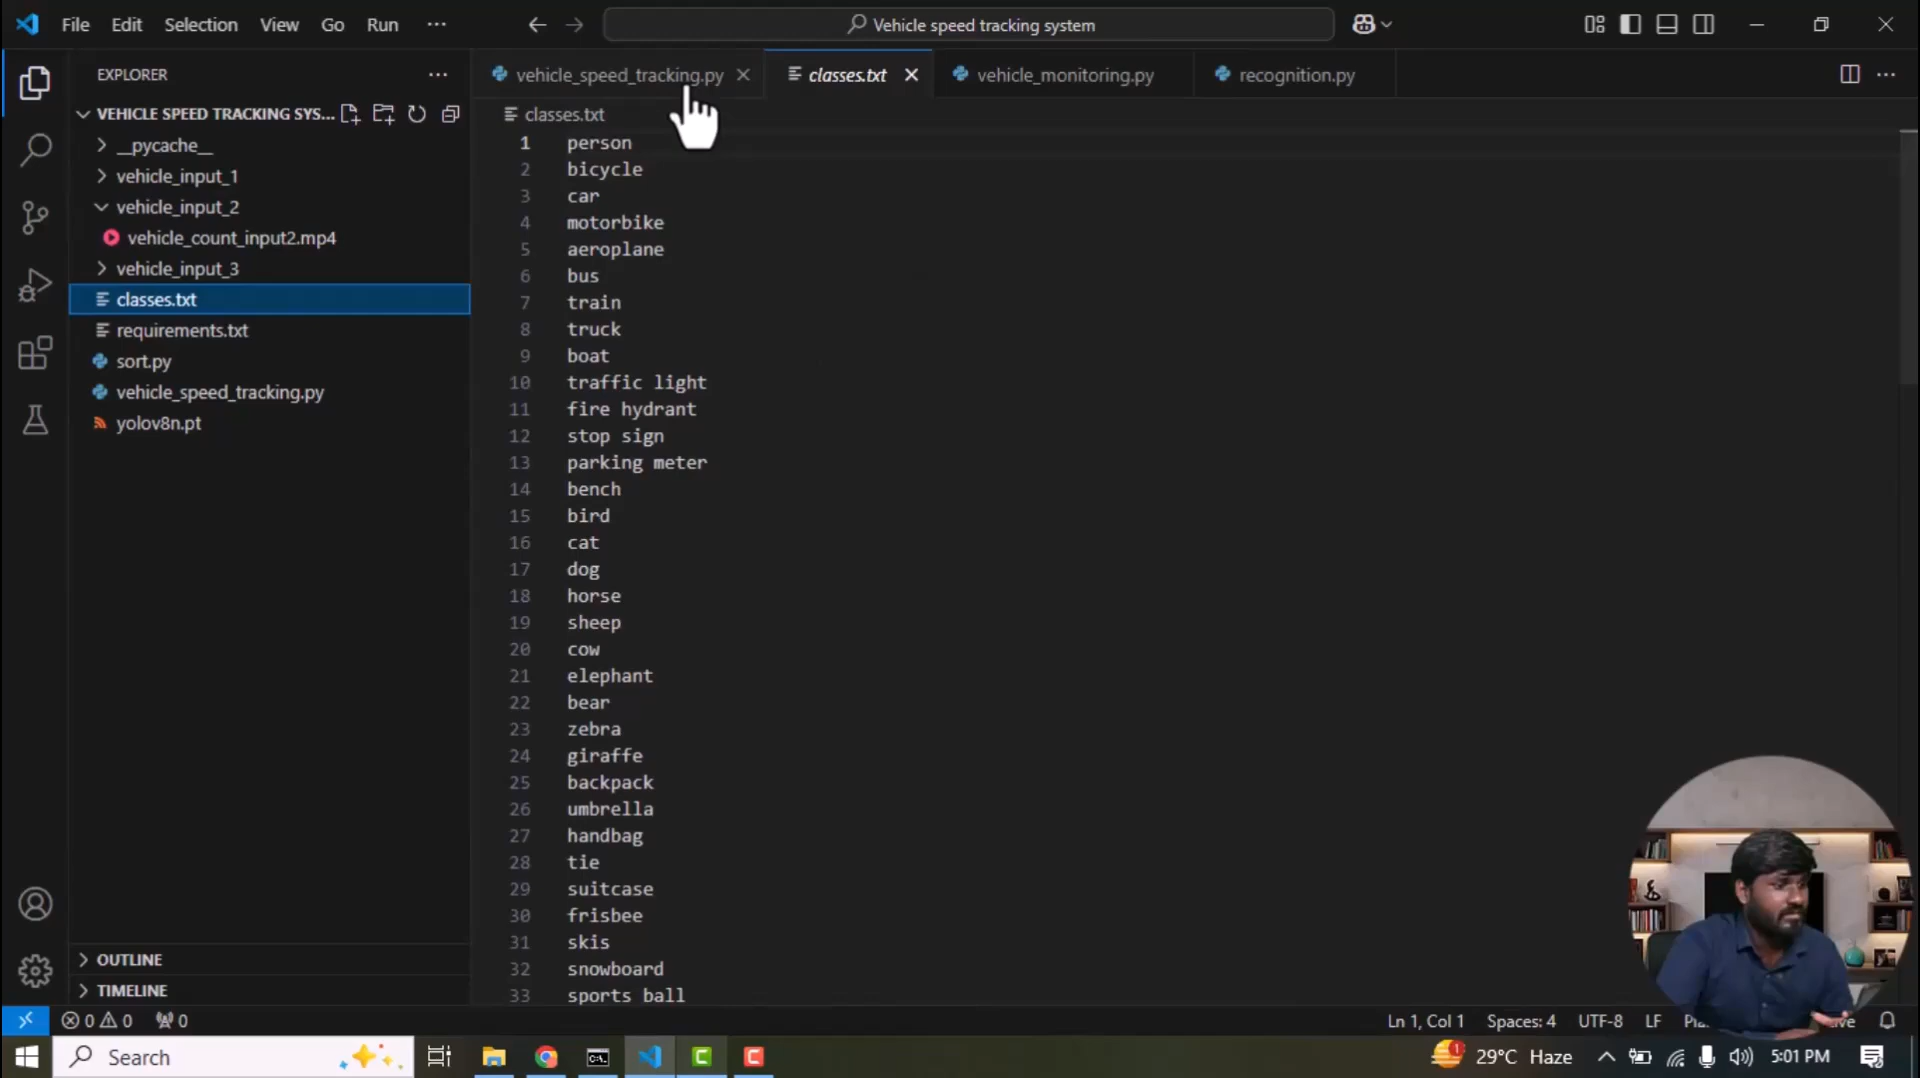 File Edit Selection View Go Run ···
Vehicle speed tracking system
EXPLORER
VEHICLE SPEED TRACKING SYS...
__pycache__
vehicle_input_1
vehicle_input_2
vehicle_count_input2.mp4
vehicle_input_3
classes.txt
requirements.txt
sort.py
vehicle_speed_tracking.py
yolov8n.pt
OUTLINE
TIMELINE
vehicle_speed_tracking.py classes.txt vehicle_monitoring.py recognition.py
classes.txt
1 person
2 bicycle
3 car
4 motorbike
5 aeroplane
6 bus
7 train
8 truck
9 boat
10 traffic light
11 fire hydrant
12 stop sign
13 parking meter
14 bench
15 bird
16 cat
17 dog
18 horse
19 sheep
20 cow
21 elephant
22 bear
23 zebra
24 giraffe
25 backpack
26 umbrella
27 handbag
28 tie
29 suitcase
30 frisbee
31 skis
32 snowboard
33 sports ball
0 0 0 Ln 1, Col 1 Spaces: 4 UTF-8 LF
Search 29°C Haze 5:01 PM